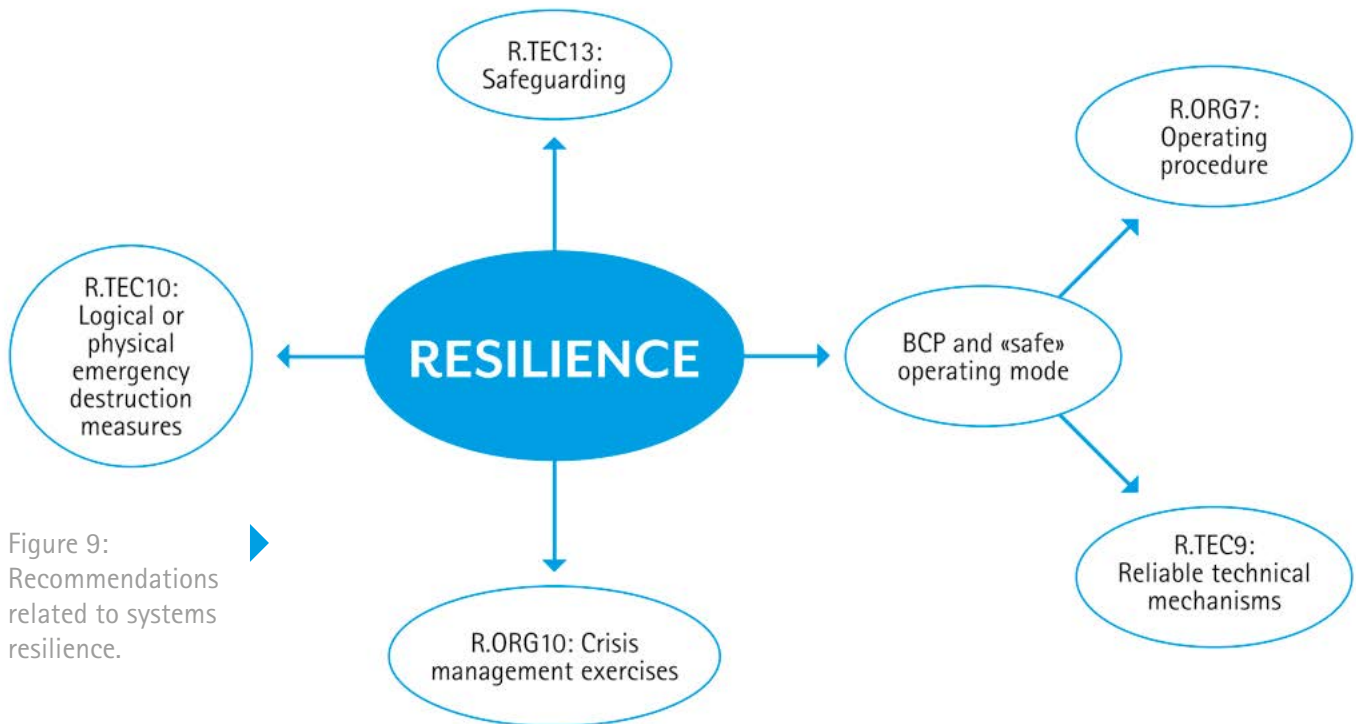 R.TEC13:
Safeguarding
R.ORG7:
Operating
procedure
R.TEC10:
Logical or
physical
emergency
destruction
measures
RESILIENCE
BCP and «safe»
operating mode
R.TEC9:
Reliable technical
mechanisms
R.ORG10: Crisis
management exercises
Figure 9:
Recommendations
related to systems
resilience.